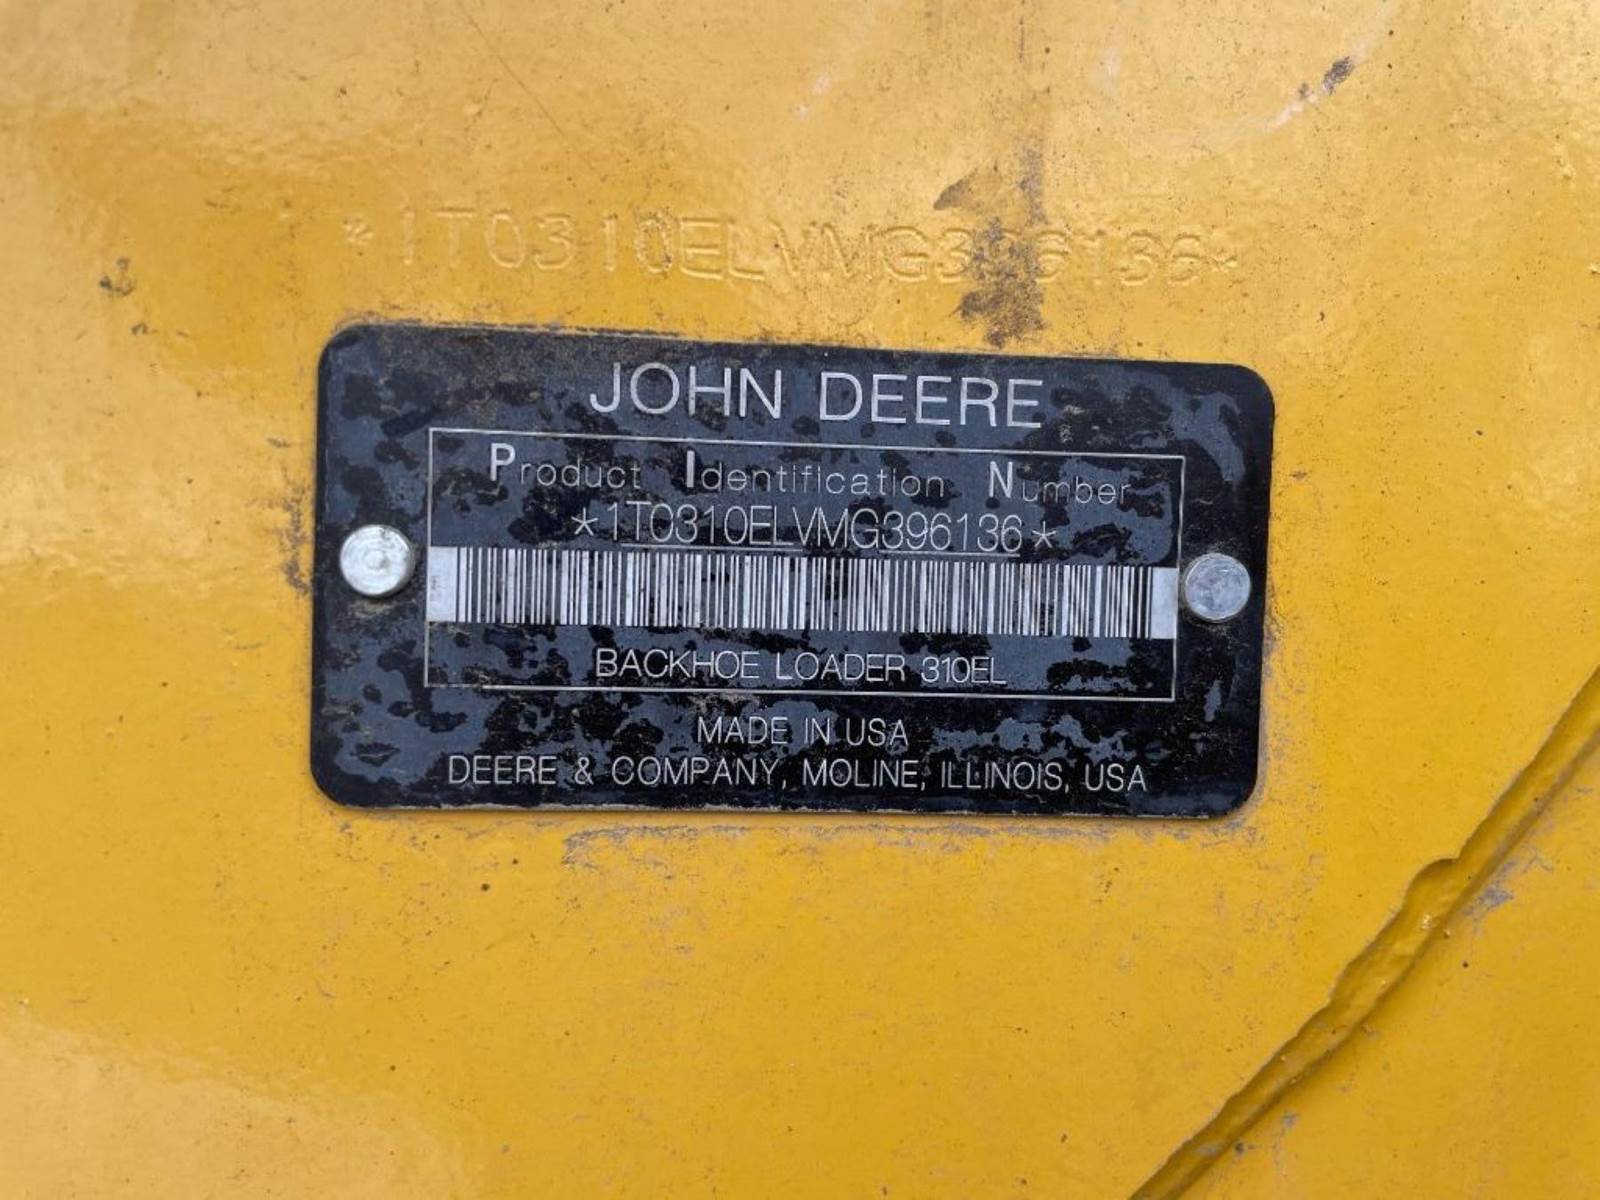 *1T0310ELVMG396136*
JOHN DEERE
Product Identification Number
*1T0310ELVMG396136*
BACKHOE LOADER 310EL
MADE IN USA
DEERE & COMPANY, MOLINE, ILLINOIS, USA